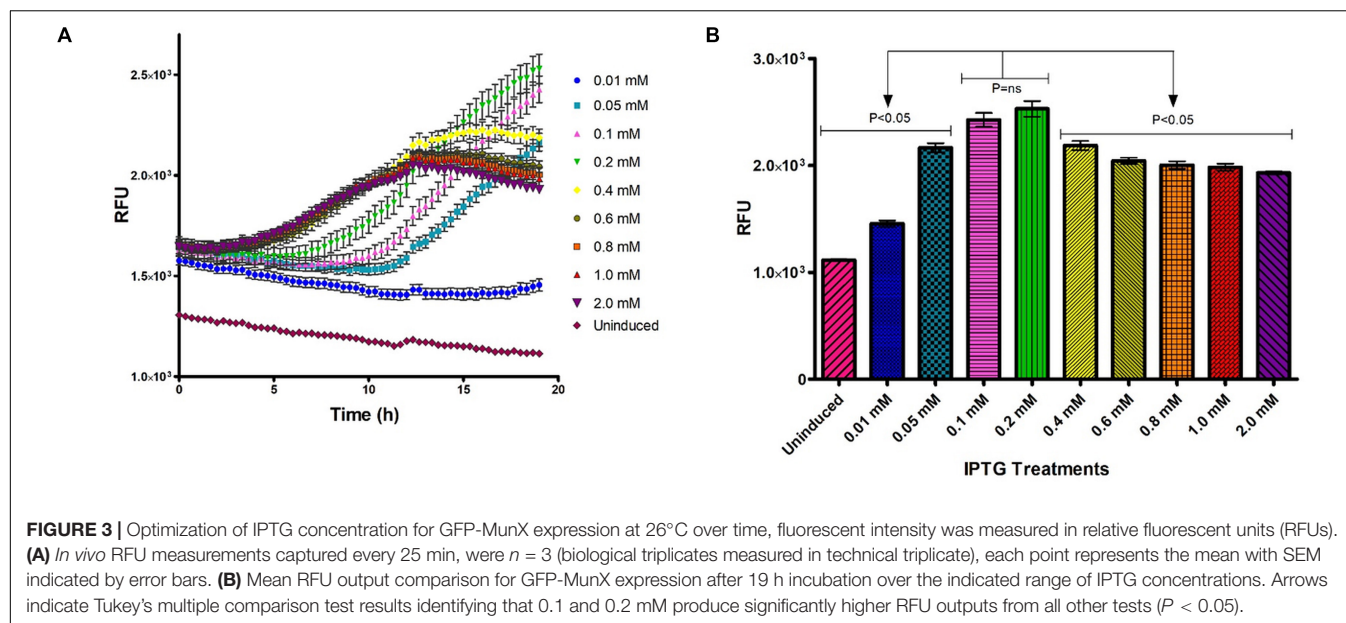 A
RFU
2.5×10³
2.0×10³
1.5×10³
1.0×10³
0
5
10
15
20
Time (h)
0.01 mM
0.05 mM
0.1 mM
0.2 mM
0.4 mM
0.6 mM
0.8 mM
1.0 mM
2.0 mM
Uninduced
B
RFU
3.0×10³
2.0×10³
1.0×10³
0
P<0.05
P=ns
P<0.05
Uninduced
0.01 mM
0.05 mM
0.1 mM
0.2 mM
0.4 mM
0.6 mM
0.8 mM
1.0 mM
2.0 mM
IPTG Treatments
FIGURE 3 | Optimization of IPTG concentration for GFP-MunX expression at 26°C over time, fluorescent intensity was measured in relative fluorescent units (RFUs).
(A) In vivo RFU measurements captured every 25 min, were n = 3 (biological triplicates measured in technical triplicate), each point represents the mean with SEM
indicated by error bars. (B) Mean RFU output comparison for GFP-MunX expression after 19 h incubation over the indicated range of IPTG concentrations. Arrows
indicate Tukey's multiple comparison test results identifying that 0.1 and 0.2 mM produce significantly higher RFU outputs from all other tests (P < 0.05).